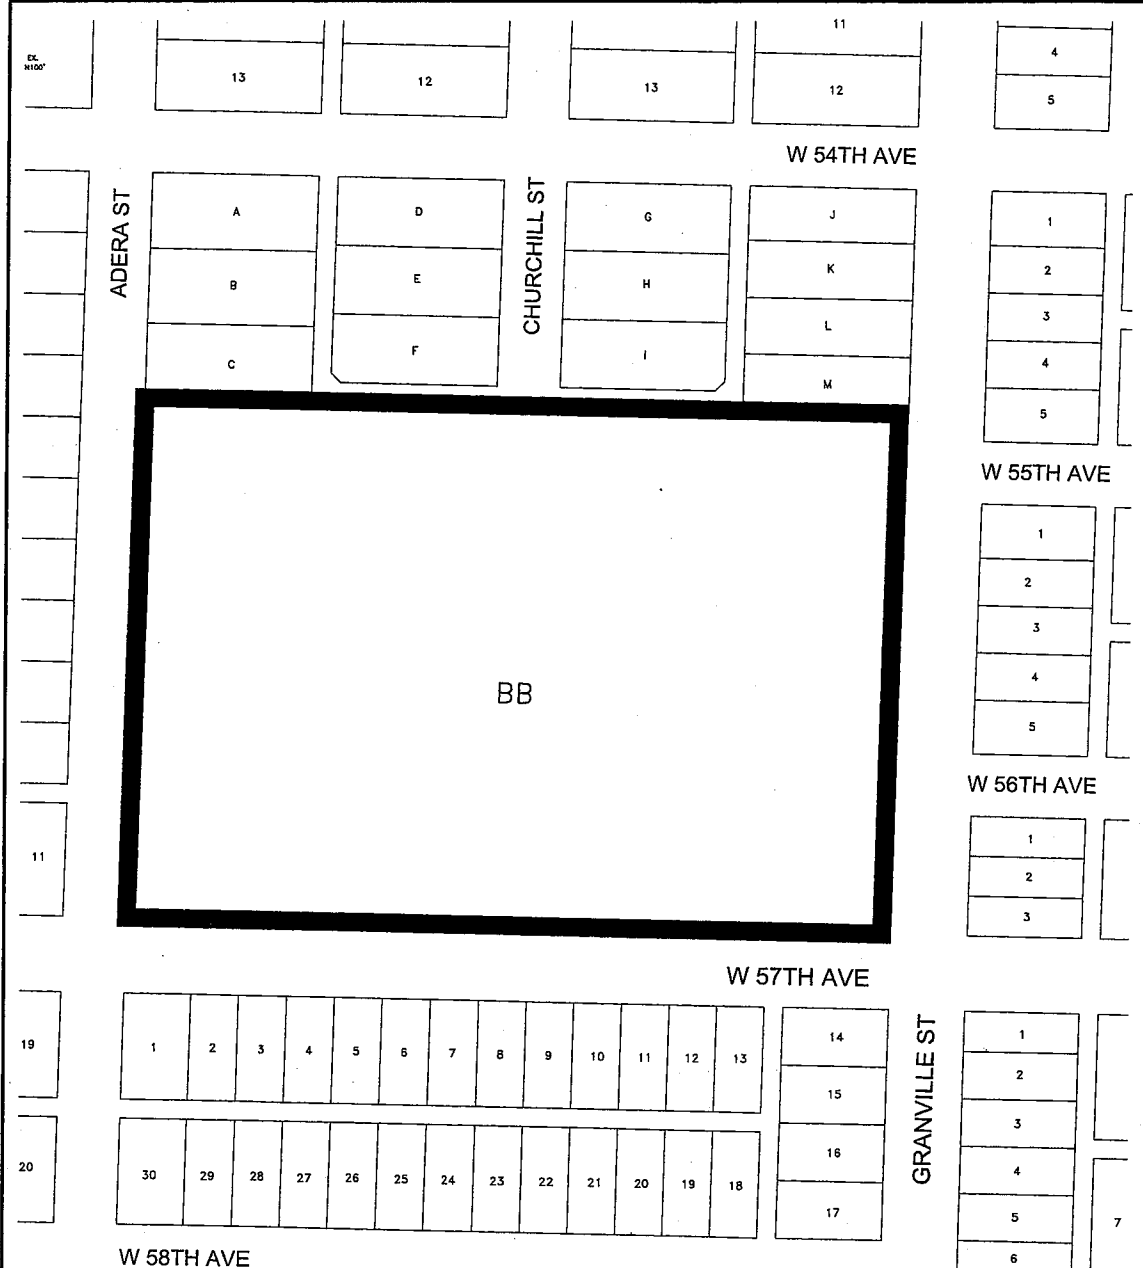 11
EX.
N100'
13
12
13
12
4
5
W 54TH AVE
ADERA ST
CHURCHILL ST
A
D
G
J
1
B
E
H
K
2
C
F
I
L
3
M
4
5
W 55TH AVE
1
2
3
4
5
BB
W 56TH AVE
11
1
2
3
W 57TH AVE
GRANVILLE ST
19
1
2
3
4
5
6
7
8
9
10
11
12
13
14
15
1
2
3
20
30
29
28
27
26
25
24
23
22
21
20
19
18
16
17
4
5
6
7
W 58TH AVE